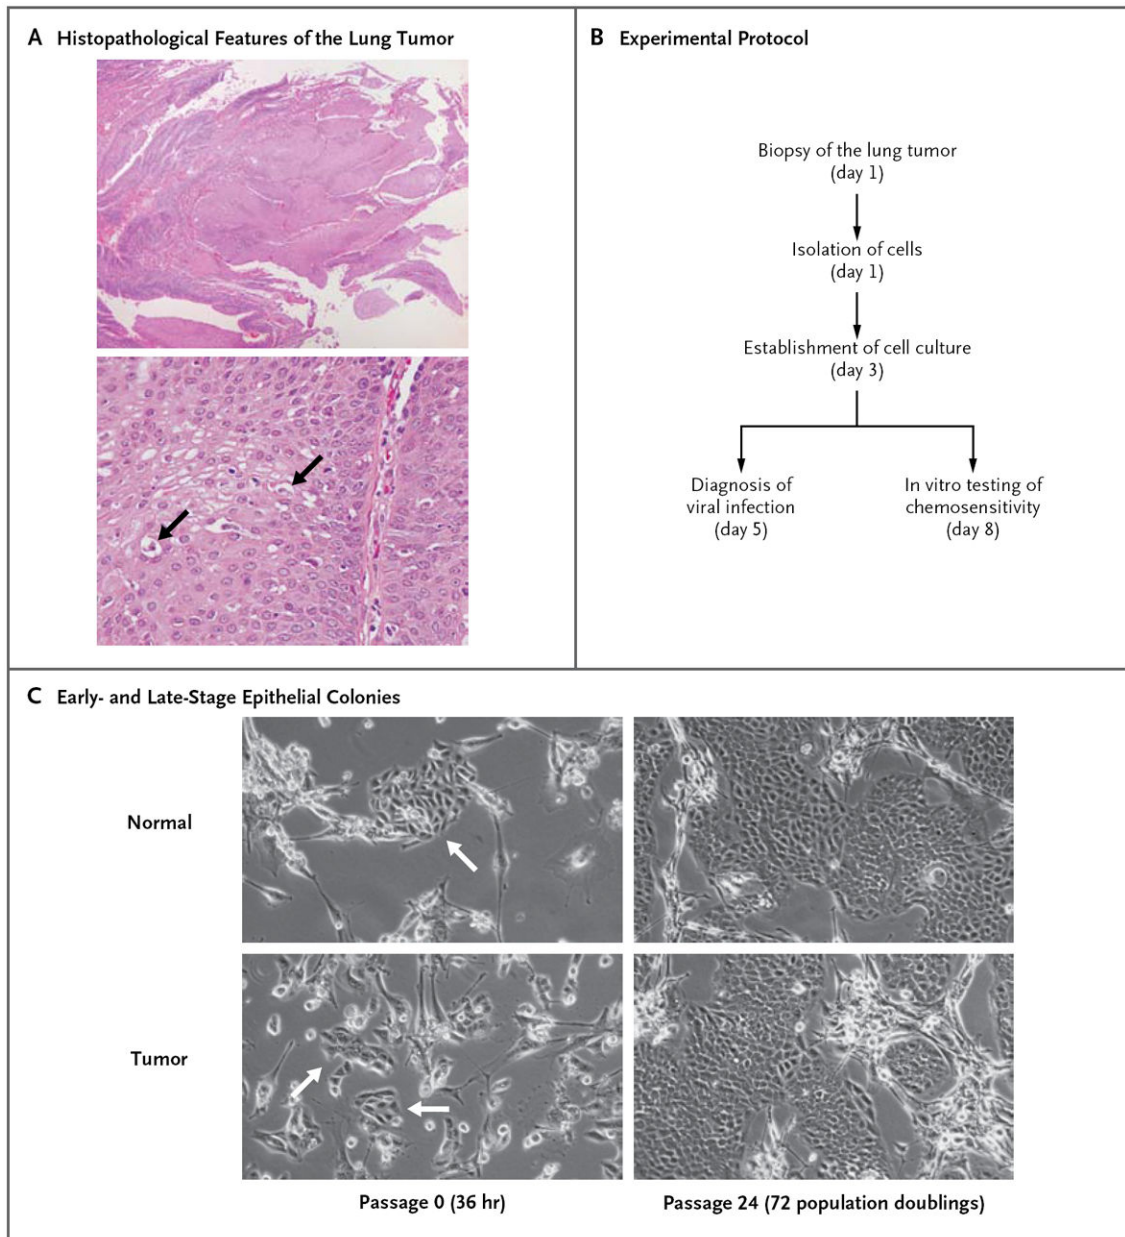 A Histopathological Features of the Lung Tumor
B Experimental Protocol
Biopsy of the lung tumor
(day 1)
Isolation of cells
(day 1)
Establishment of cell culture
(day 3)
Diagnosis of
viral infection
(day 5)
In vitro testing of
chemosensitivity
(day 8)
C Early- and Late-Stage Epithelial Colonies
Normal
Tumor
Passage 0 (36 hr)
Passage 24 (72 population doublings)